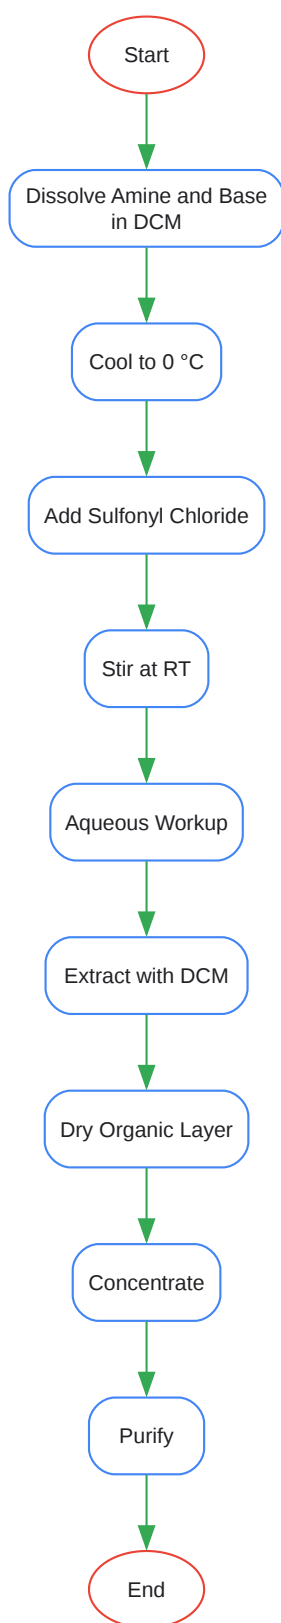 Start
Dissolve Amine and Base
in DCM
Cool to 0 °C
Add Sulfonyl Chloride
Stir at RT
Aqueous Workup
Extract with DCM
Dry Organic Layer
Concentrate
Purify
End